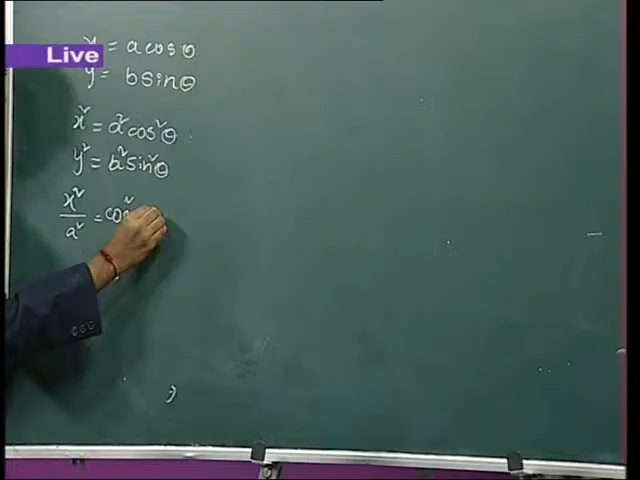 Live
x = a cos θ
y = b sin θ
x² = a² cos² θ
y² = b² sin² θ
x²/a² = cos²